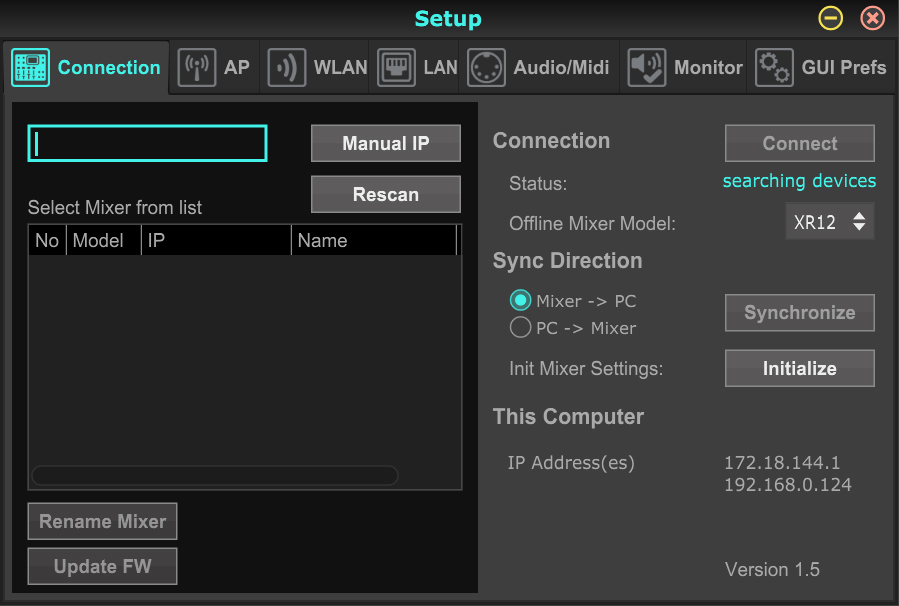 Setup
Connection AP WLAN LAN Audio/Midi Monitor GUI Prefs
Manual IP
Rescan
Select Mixer from list
No Model IP Name
Rename Mixer
Update FW
Connection
Connect
Status: searching devices
Offline Mixer Model: XR12
Sync Direction
Mixer -> PC
PC -> Mixer
Synchronize
Init Mixer Settings: Initialize
This Computer
IP Address(es) 172.18.144.1
192.168.0.124
Version 1.5